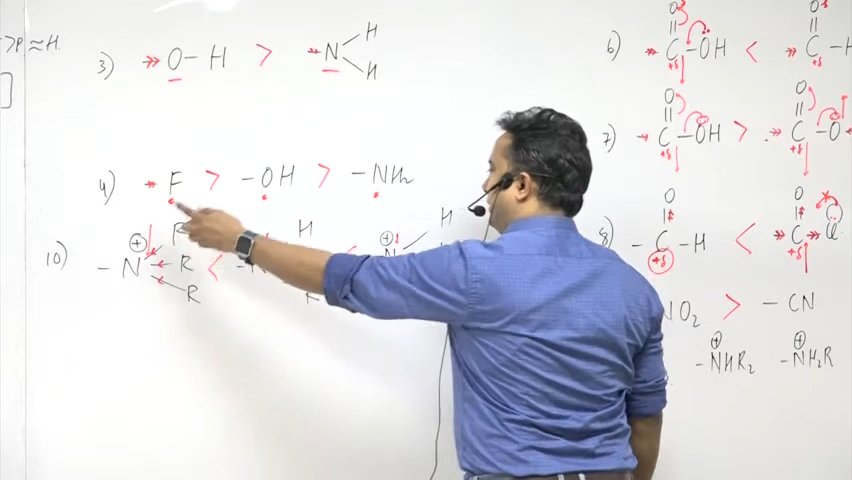 >P ≈ H
]
3) O - H > N H H
4) F > - OH > - NH₂
10) - N ⊕ R R R < H ⊕ H
6) O C - OH < O C - H
+δ +δ
7) O C - OH > O C - O
+δ +δ
8) O - C - H < O C Cl
+δ +δ
NO₂ > - CN
⊕ ⊕
- NHR₂ - NH₂R